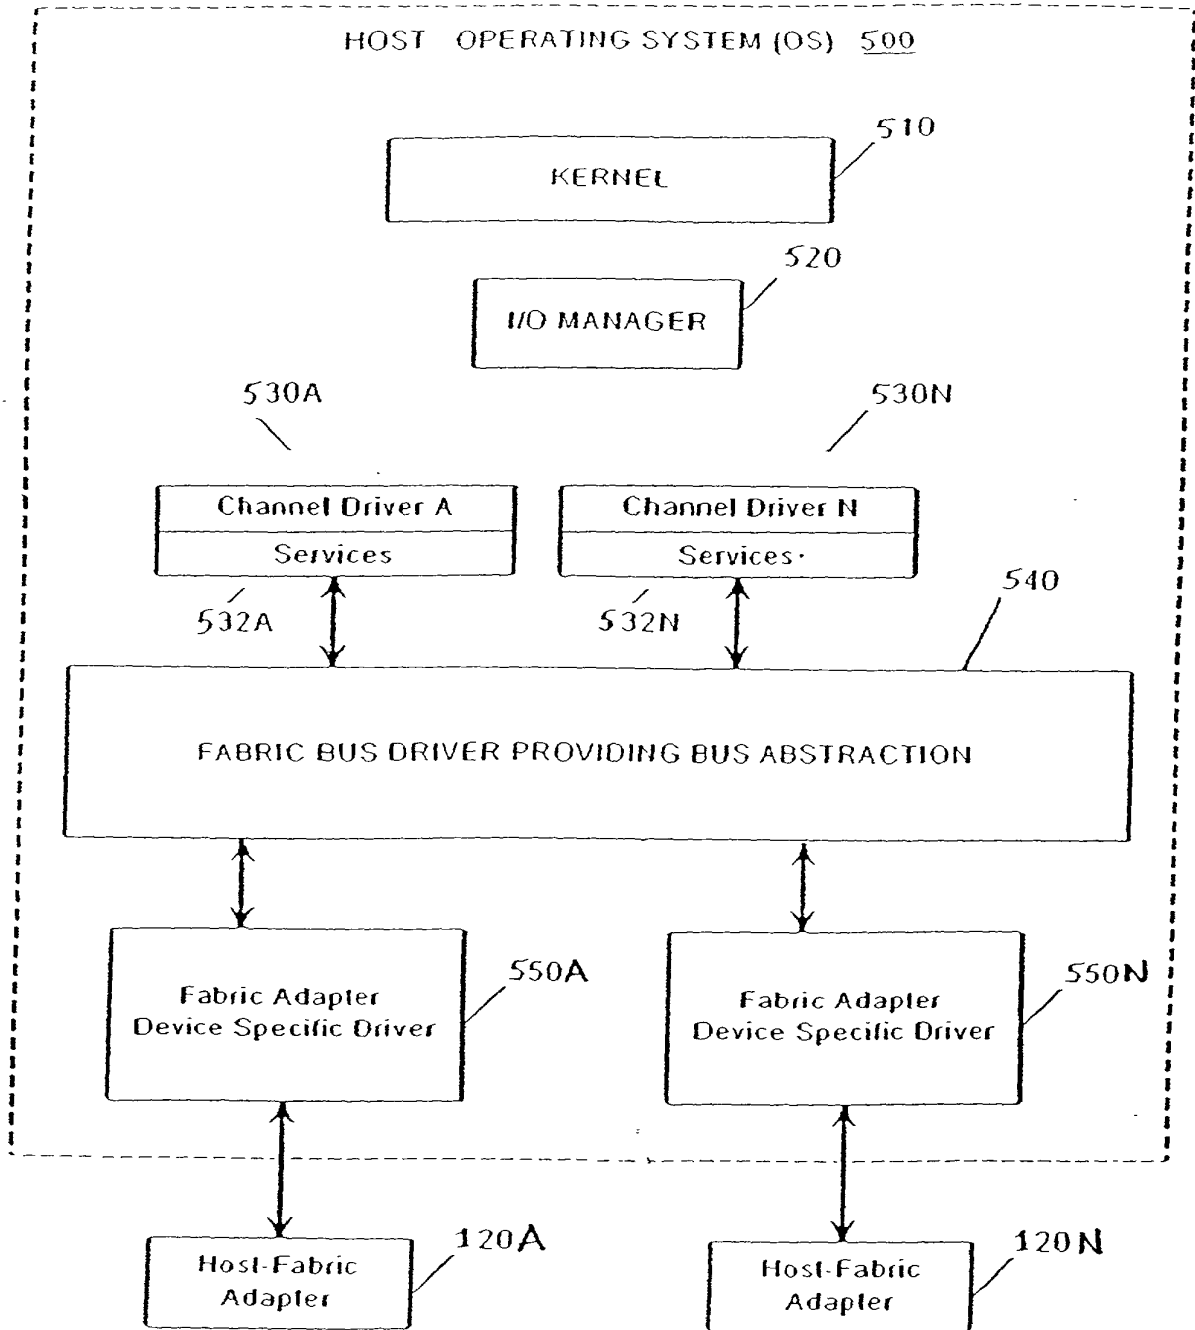 HOST OPERATING SYSTEM (OS) 500
510
KERNEL
520
I/O MANAGER
530A
530N
Channel Driver A
Channel Driver N
Services
Services
532A
532N
540
FABRIC BUS DRIVER PROVIDING BUS ABSTRACTION
550A
550N
Fabric Adapter
Device Specific Driver
Fabric Adapter
Device Specific Driver
120A
120N
Host-Fabric
Adapter
Host-Fabric
Adapter